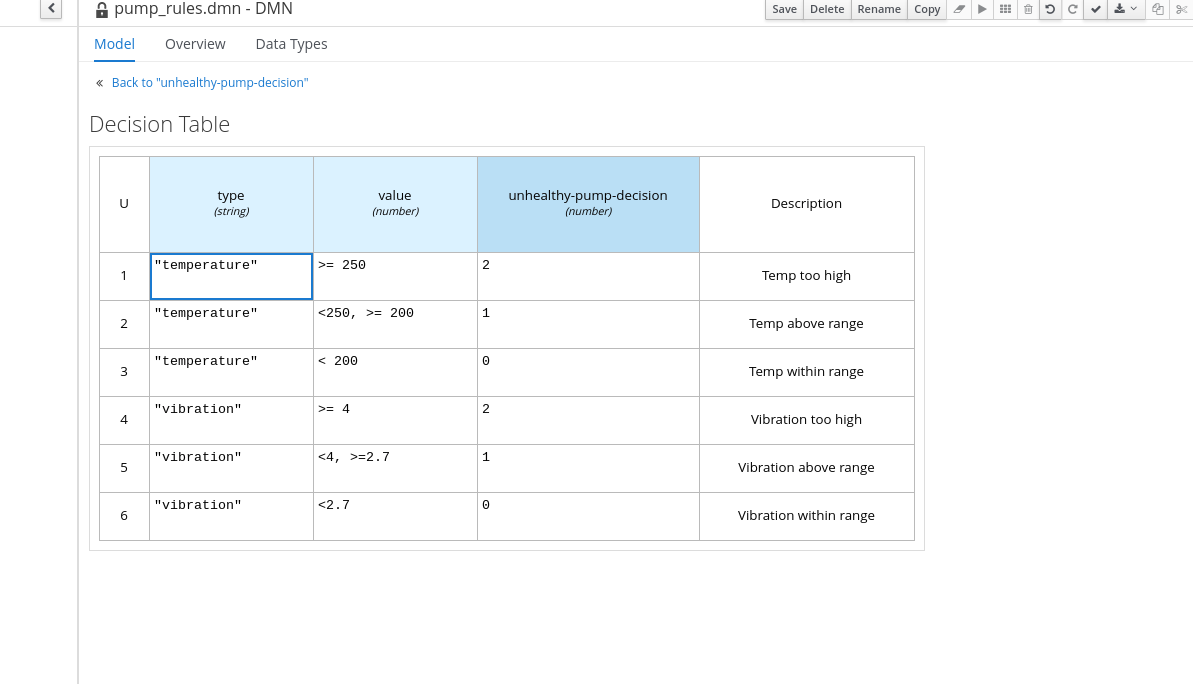 pump_rules.dmn - DMN
Save Delete Rename Copy
Model Overview Data Types
« Back to "unhealthy-pump-decision"
Decision Table
U type value unhealthy-pump-decision Description
(string) (number) (number)
1 "temperature" >= 250 2 Temp too high
2 "temperature" <250, >= 200 1 Temp above range
3 "temperature" < 200 0 Temp within range
4 "vibration" >= 4 2 Vibration too high
5 "vibration" <4, >=2.7 1 Vibration above range
6 "vibration" <2.7 0 Vibration within range